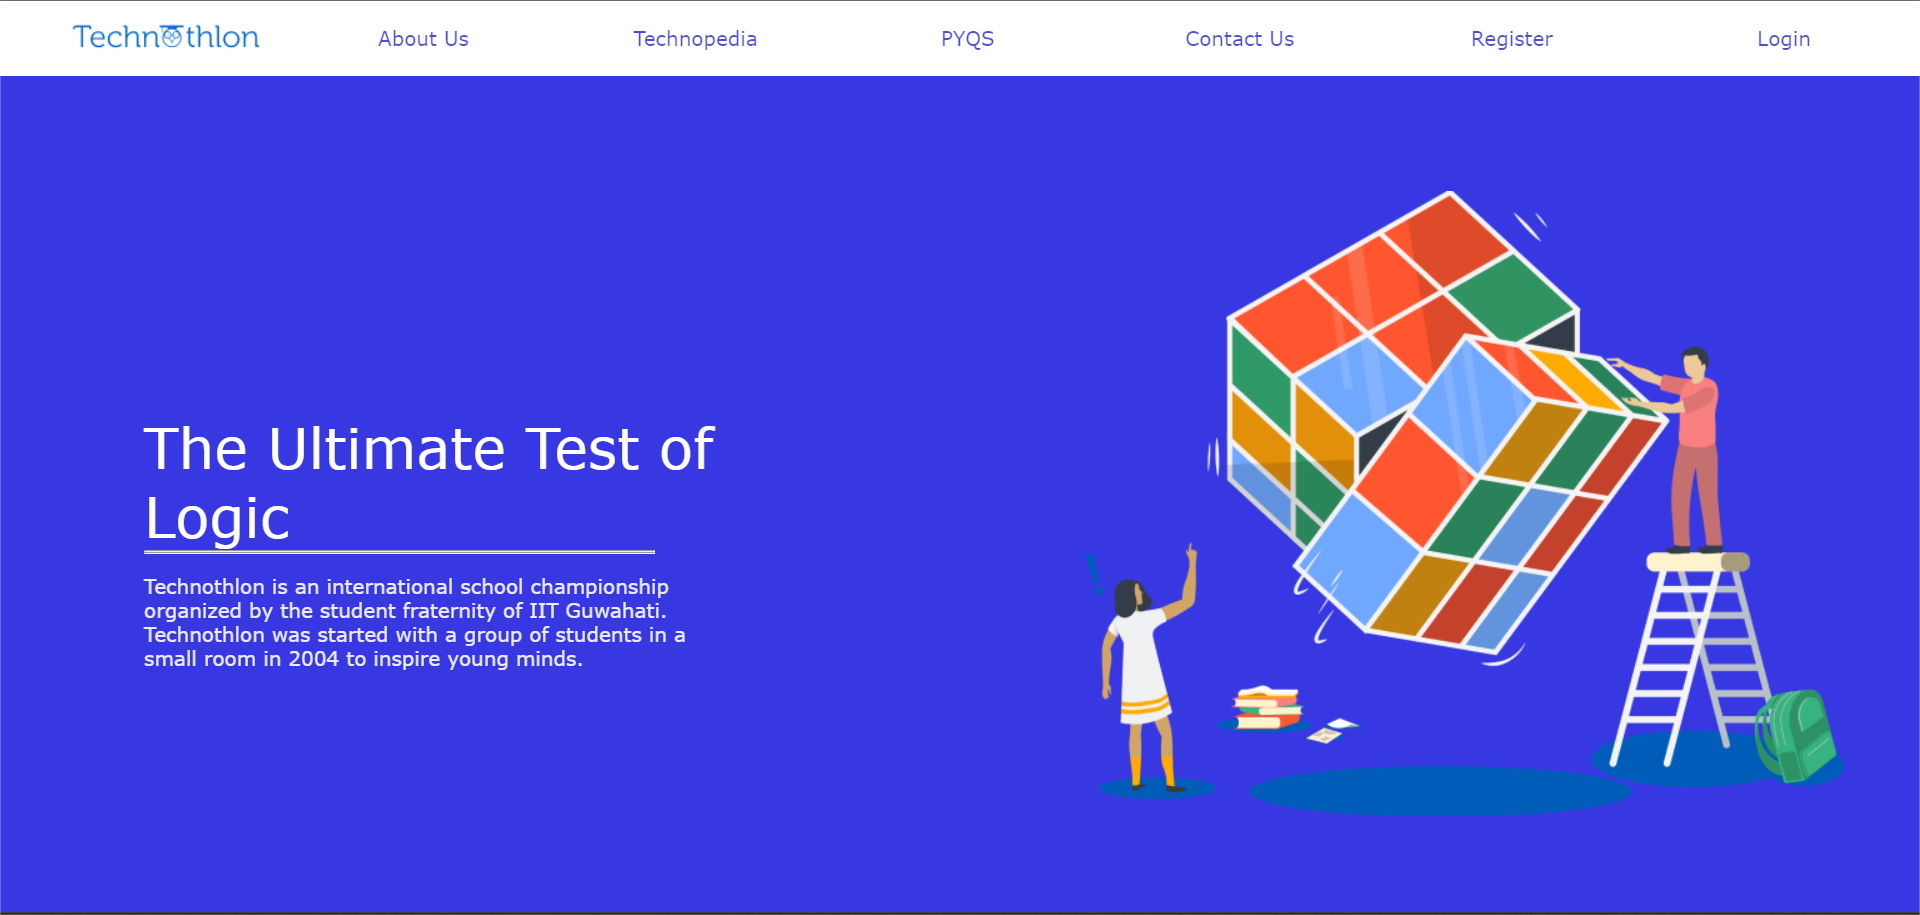 Technothlon About Us Technopedia PYQS Contact Us Register Login
The Ultimate Test of
Logic
Technothlon is an international school championship
organized by the student fraternity of IIT Guwahati.
Technothlon was started with a group of students in a
small room in 2004 to inspire young minds.